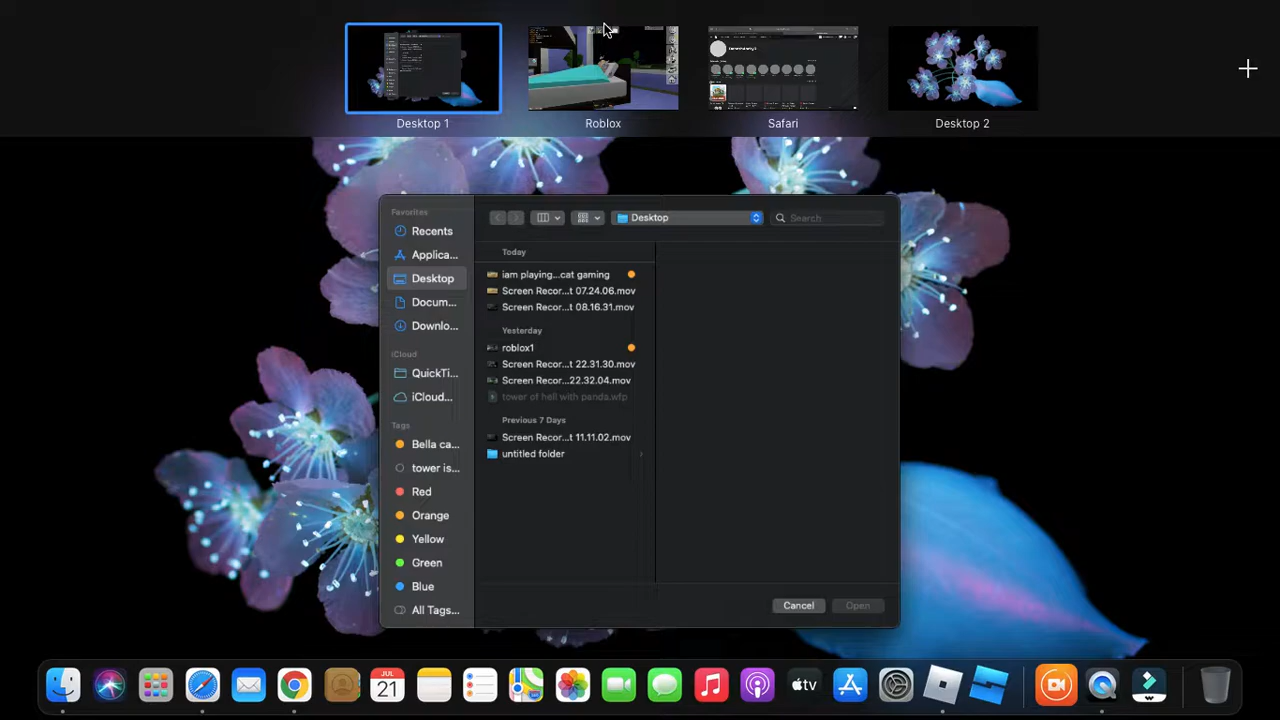 Desktop 1
Roblox
Safari
Desktop 2
Favorites
Recents
Applica...
Desktop
Docum...
Downlo...
iCloud
QuickTi...
iCloud...
Tags
Bella ca...
tower is...
Red
Orange
Yellow
Green
Blue
All Tags...
Desktop
Search
Today
iam playing...cat gaming
Screen Recor...t 07.24.06.mov
Screen Recor...t 08.16.31.mov
Yesterday
roblox1
Screen Recor...t 22.31.30.mov
Screen Recor...22.32.04.mov
tower of hell with panda.wfp
Previous 7 Days
Screen Recor...t 11.11.02.mov
untitled folder
Cancel
Open
JUL
21
tv